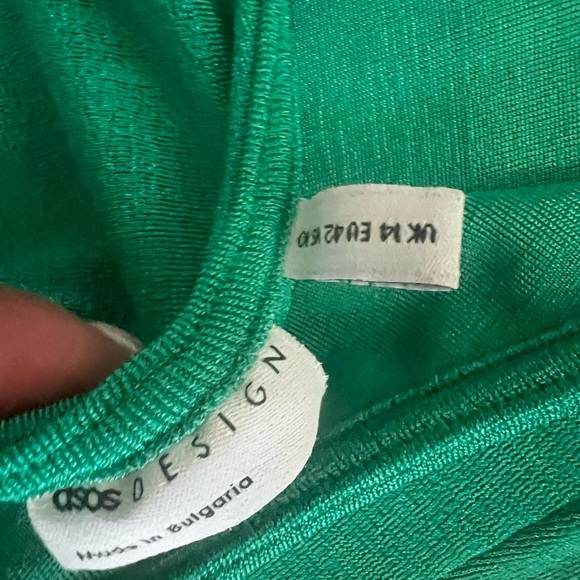 UK 14 EU 42 US 10
asos DESIGN
Made in Bulgaria